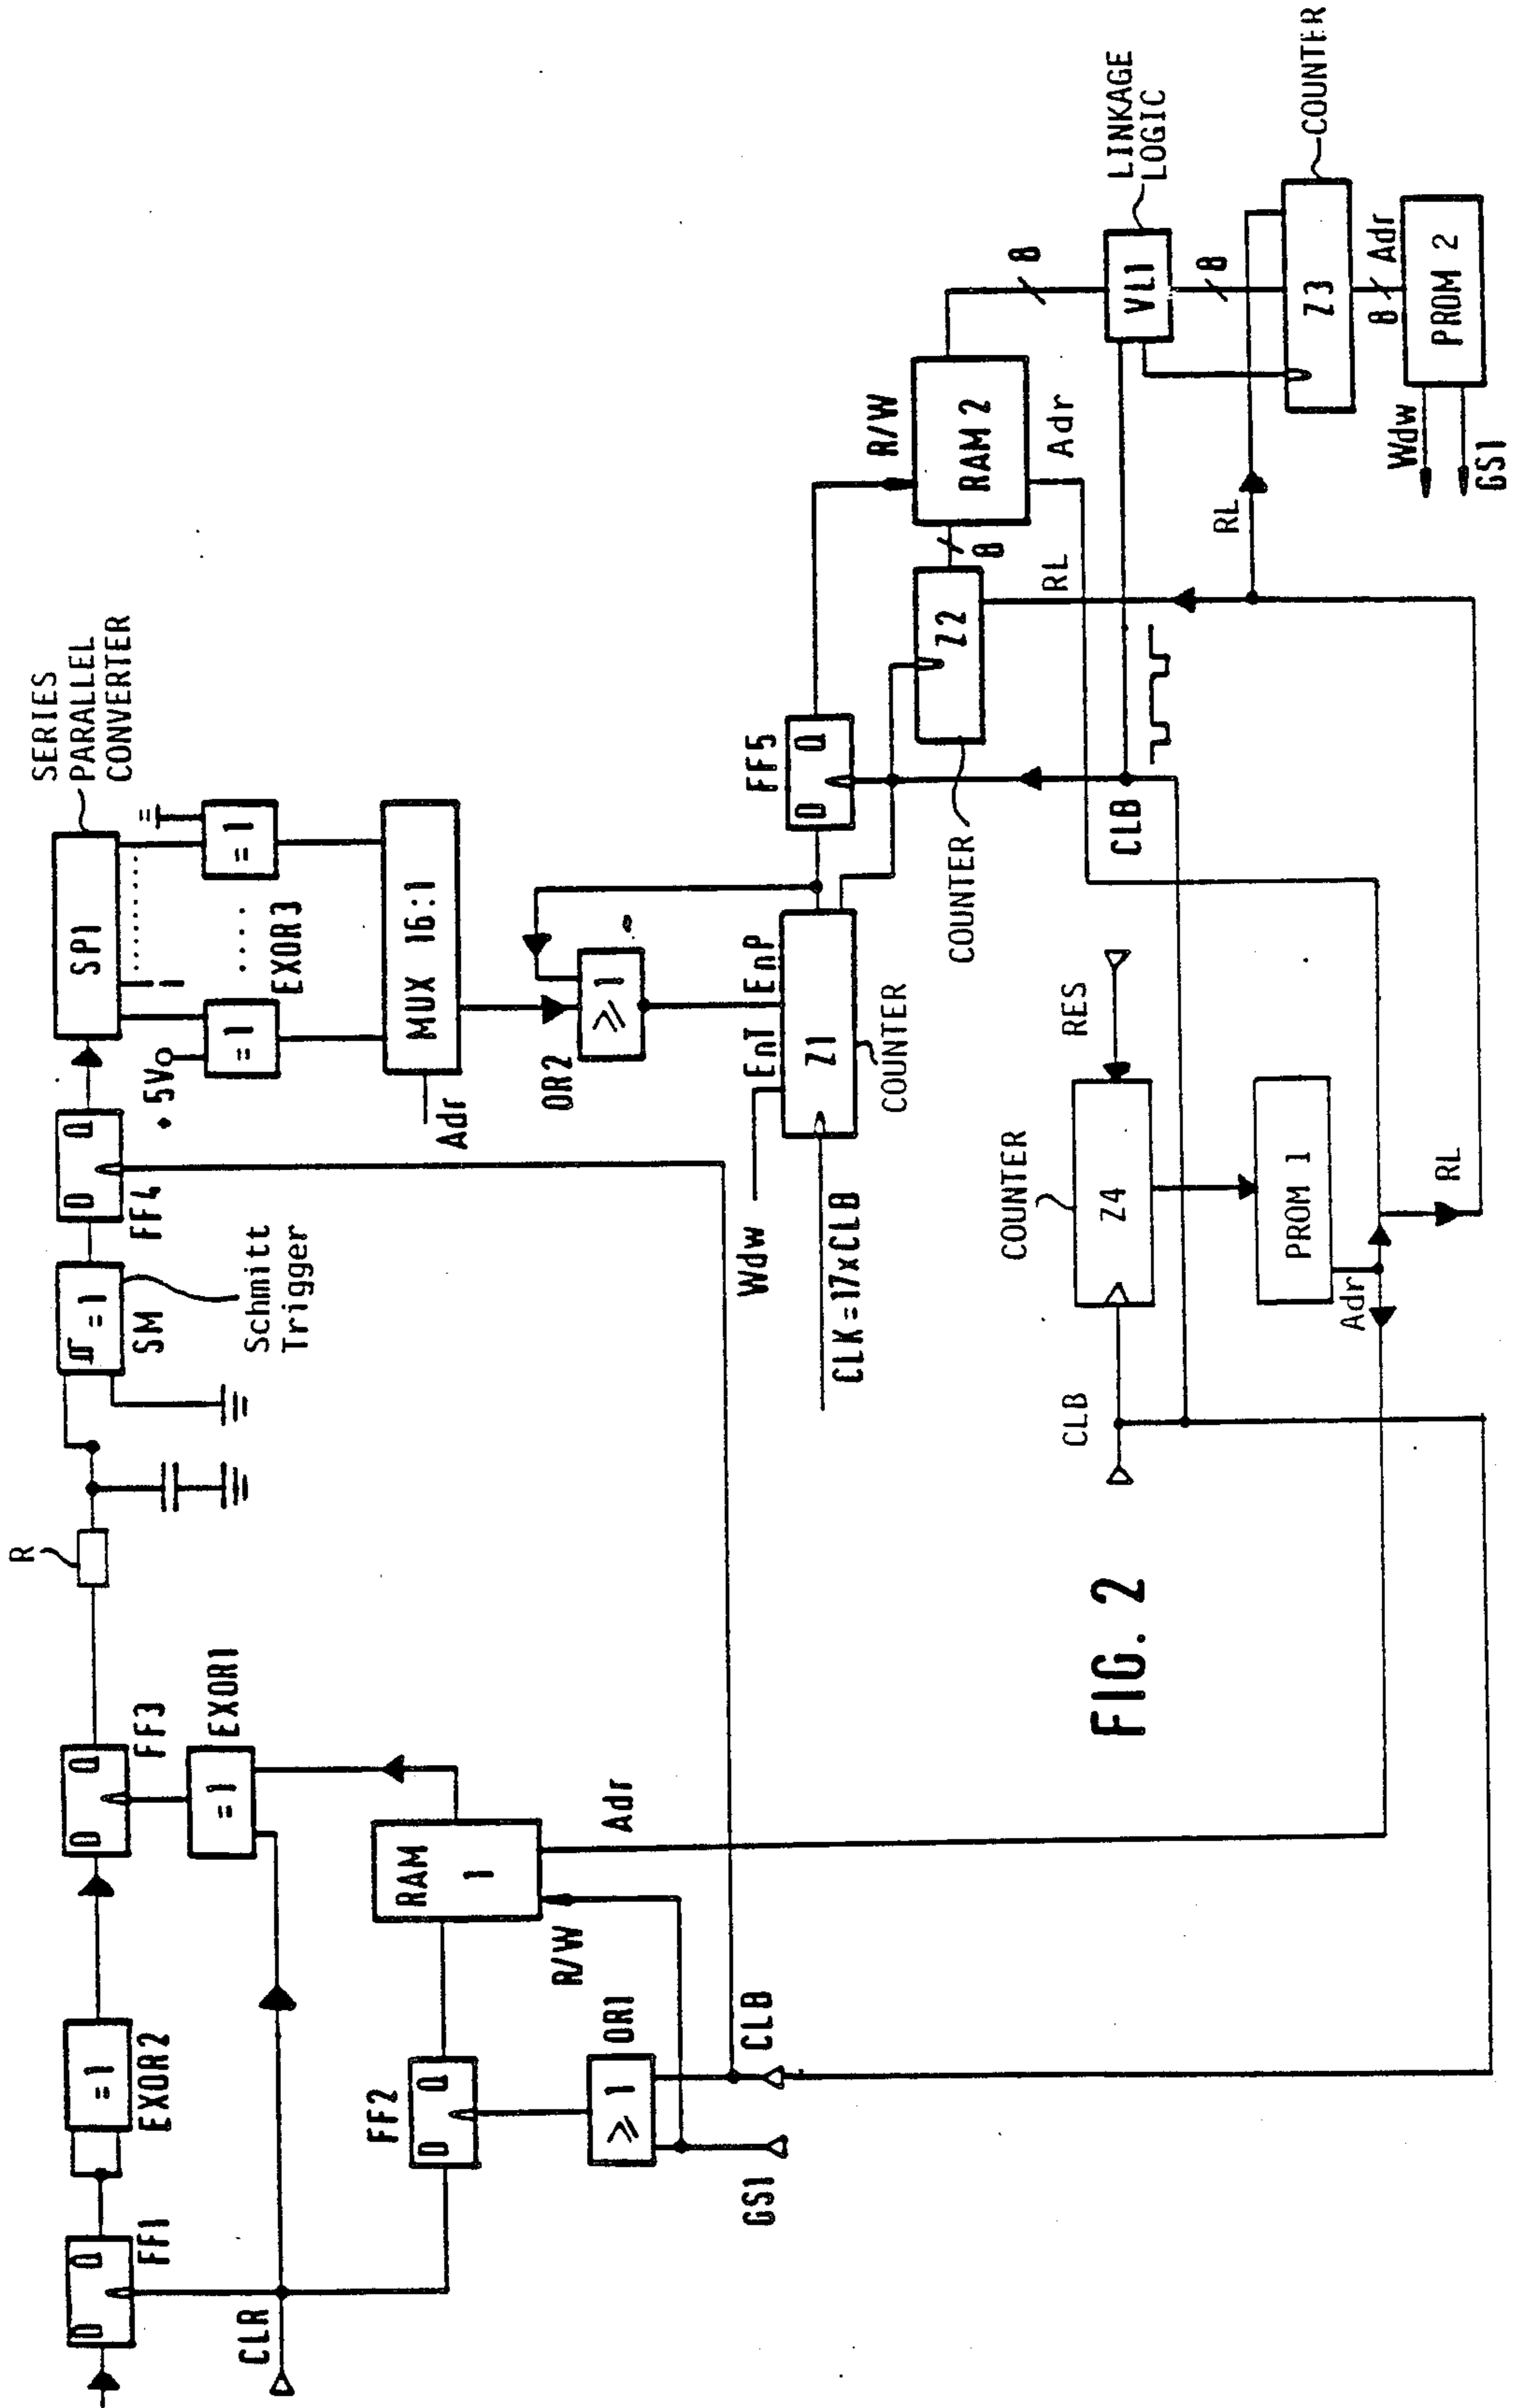 D Q
FF1
CLR
=1
EXOR2
D Q
FF3
=1
EXOR1
D Q
FF2
≥1
OR1
GS1
CLB
R/W
RAM
1
Adr
R
=1
SM
Schmitt
Trigger
D Q
FF4
SP1
SERIES
PARALLEL
CONVERTER
+5V
=1
=1
EXOR3
MUX 16:1
Adr
≥1
OR2
EnT EnP
Z1
COUNTER
Wdw
CLK=17xCLB
D Q
FF5
Z2
COUNTER
RL
8
R/W
RAM 2
Adr
8
CLB
VL1
LINKAGE
LOGIC
8
RL
Z3
COUNTER
8 Adr
PROM 2
Wdw
GS1
CLB
COUNTER
Z4
RES
PROM 1
Adr
RL
FIG. 2